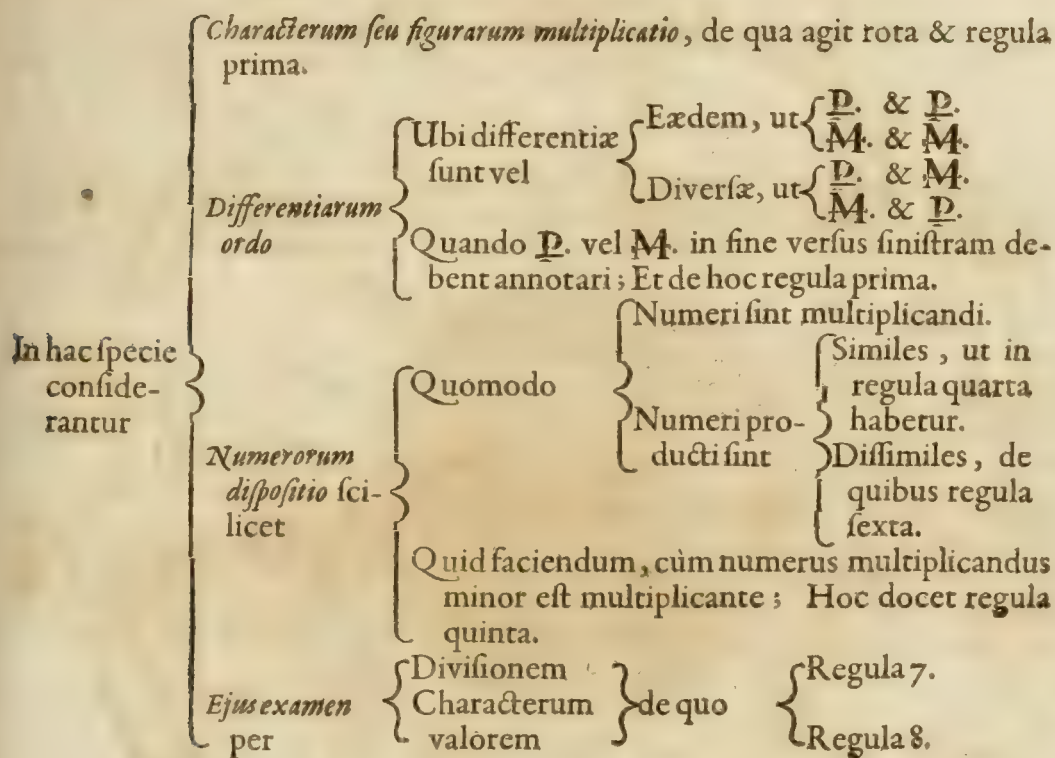 Characterum ſeu figurarum multiplicatio, de qua agit rota & regula
prima.
Differentiarum
ordo
Ubi differentiæ
ſunt vel
Eædem, ut
P. & P.
M. & M.
Diverſæ, ut
P. & M.
M. & P.
Quando P. vel M. in fine verſus ſiniſtram de-
bent annotari; Et de hoc regula prima.
In hac ſpecie
conſide-
rantur
Numerorum
diſpoſitio ſci-
licet
Quomodo
Numeri ſint multiplicandi.
Numeri pro-
ducti ſint
Similes, ut in
regula quarta
habetur.
Diſſimiles, de
quibus regula
ſexta.
Quid faciendum, cùm numerus multiplicandus
minor eſt multiplicante; Hoc docet regula
quinta.
Ejus examen
per
Diviſionem
Characterum
valorem
de quo
Regula 7.
Regula 8.